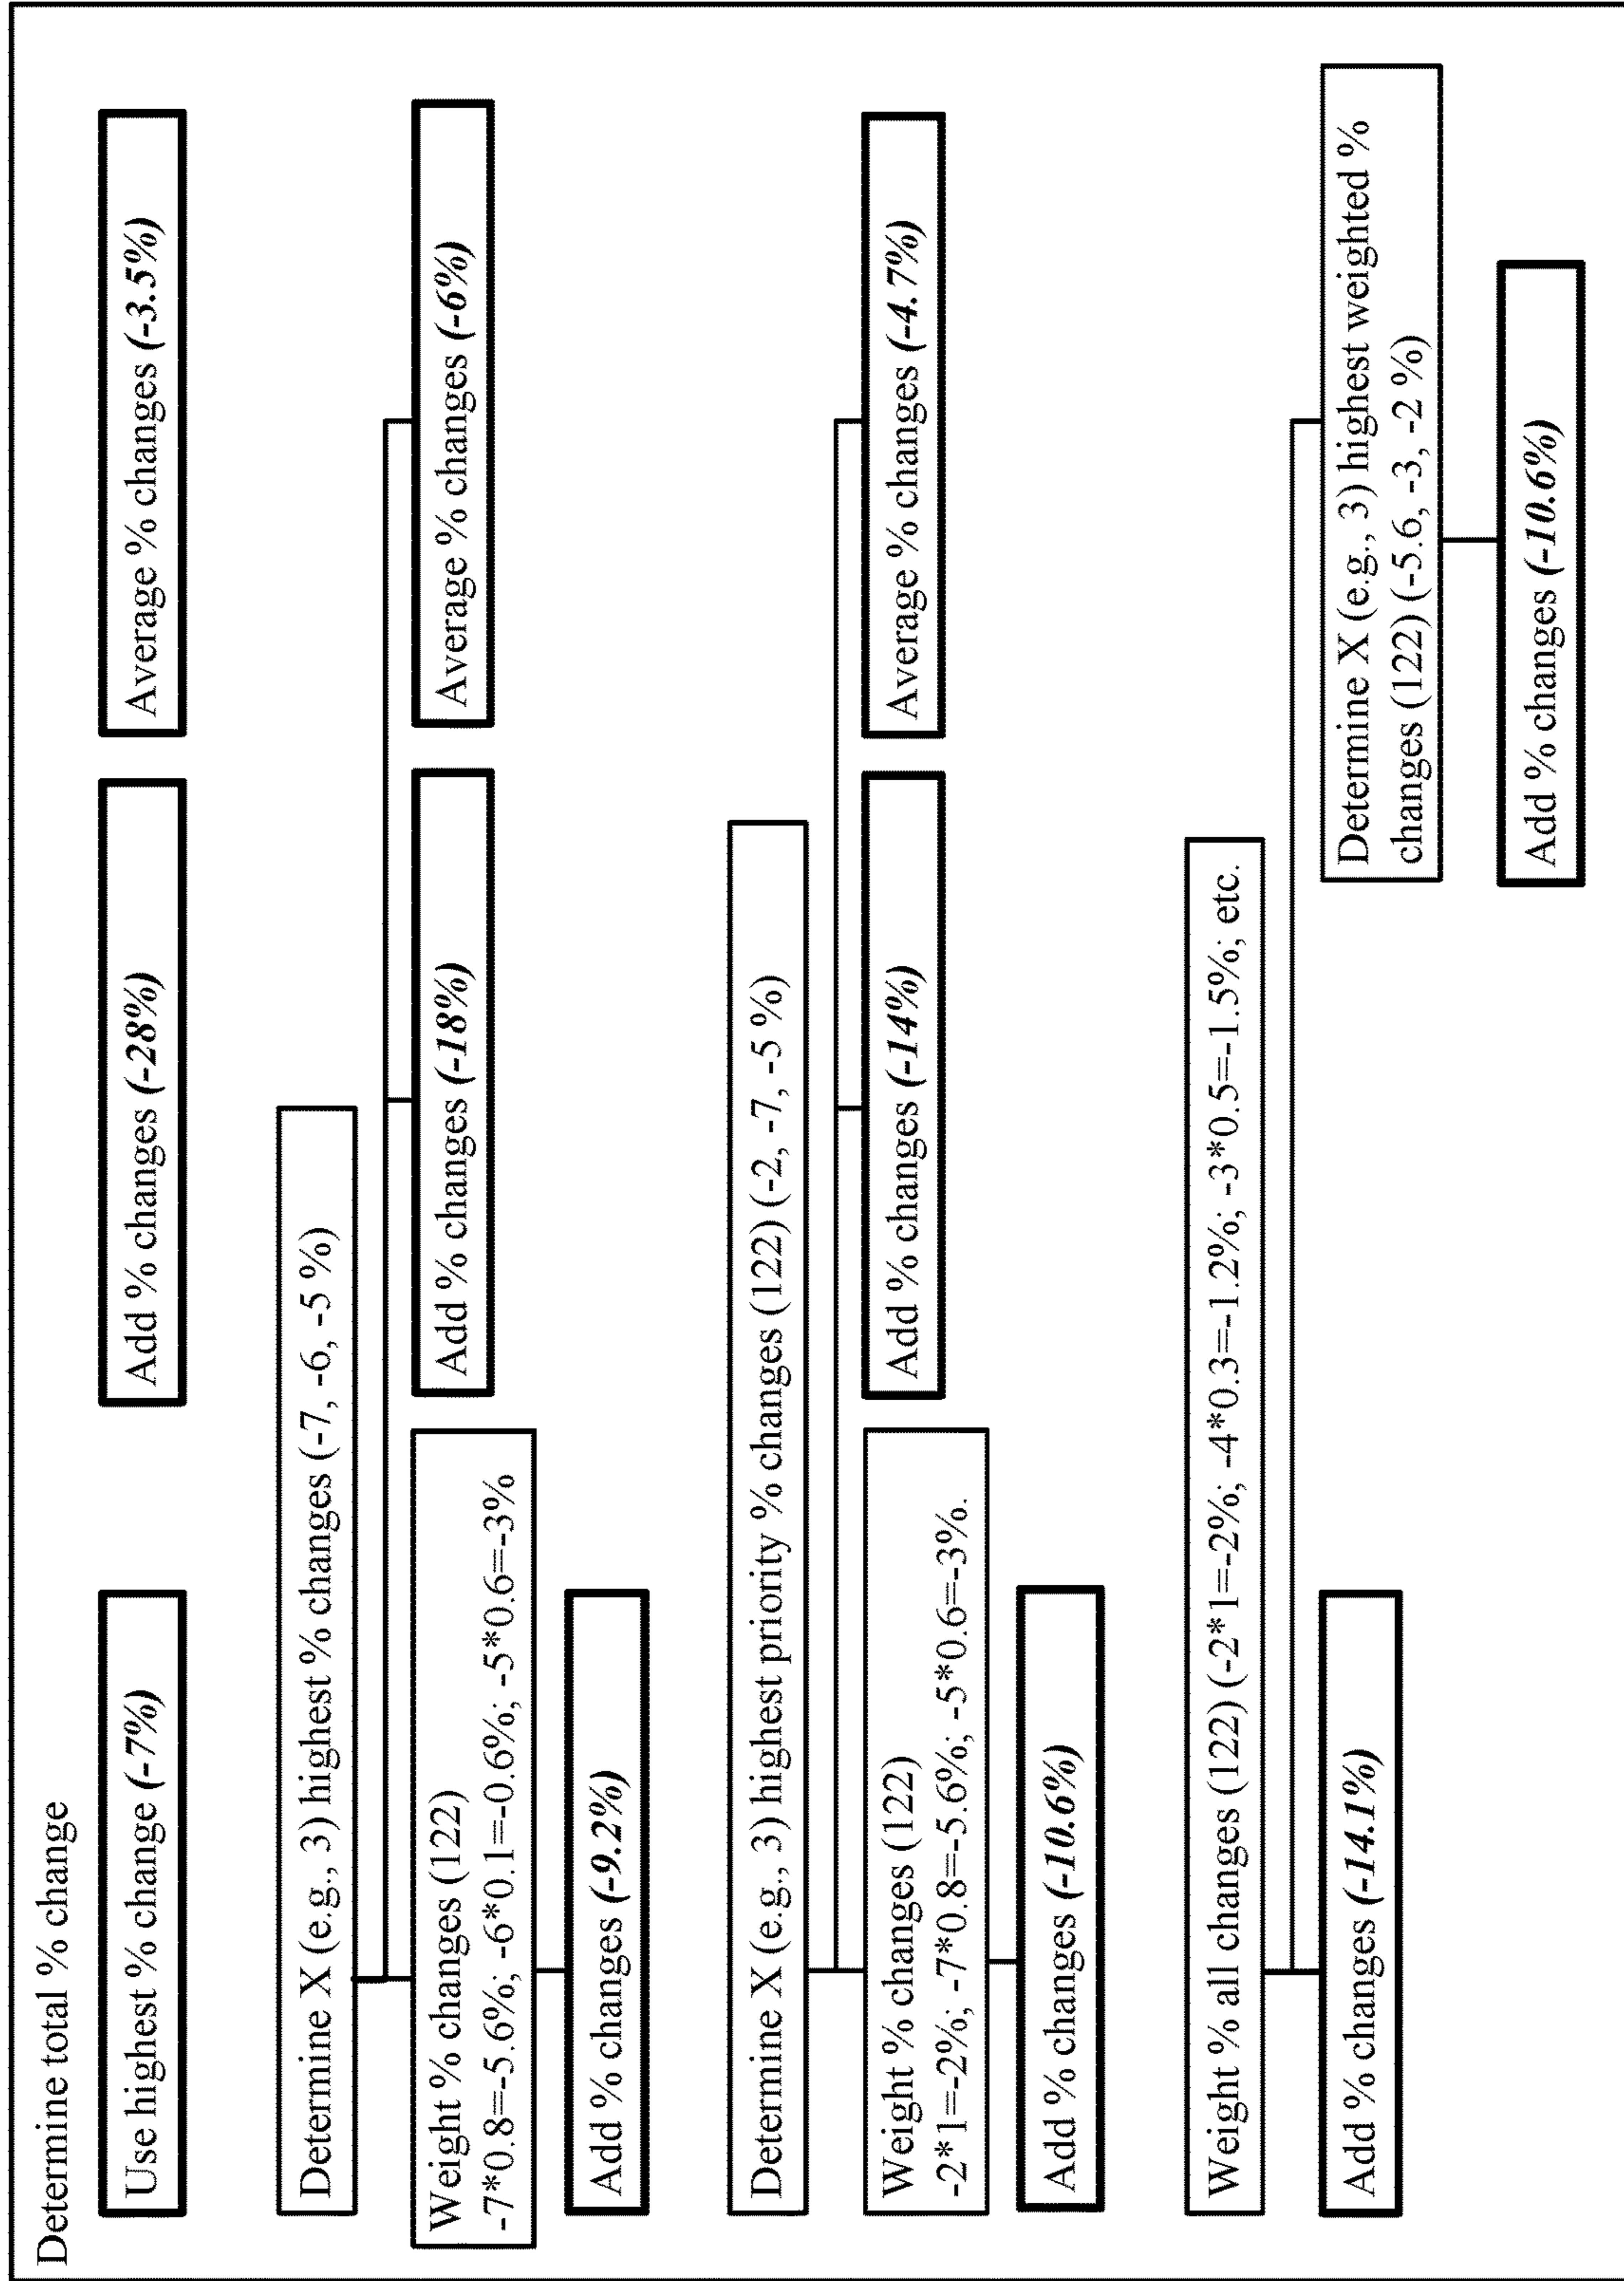 Determine total % change
Use highest % change (-7%)
Add % changes (-28%)
Average % changes (-3.5%)
Determine X (e.g., 3) highest % changes (-7, -6, -5 %)
Weight % changes (122)
-7*0.8=-5.6%; -6*0.1=-0.6%; -5*0.6=-3%
Add % changes (-18%)
Average % changes (-6%)
Add % changes (-9.2%)
Determine X (e.g., 3) highest priority % changes (122) (-2, -7, -5 %)
Weight % changes (122)
-2*1=-2%; -7*0.8=-5.6%; -5*0.6=-3%.
Add % changes (-14%)
Average % changes (-4.7%)
Add % changes (-10.6%)
Weight % all changes (122) (-2*1=-2%; -4*0.3=-1.2%; -3*0.5=-1.5%; etc.
Add % changes (-14.1%)
Determine X (e.g., 3) highest weighted %
changes (122) (-5.6, -3, -2 %)
Add % changes (-10.6%)